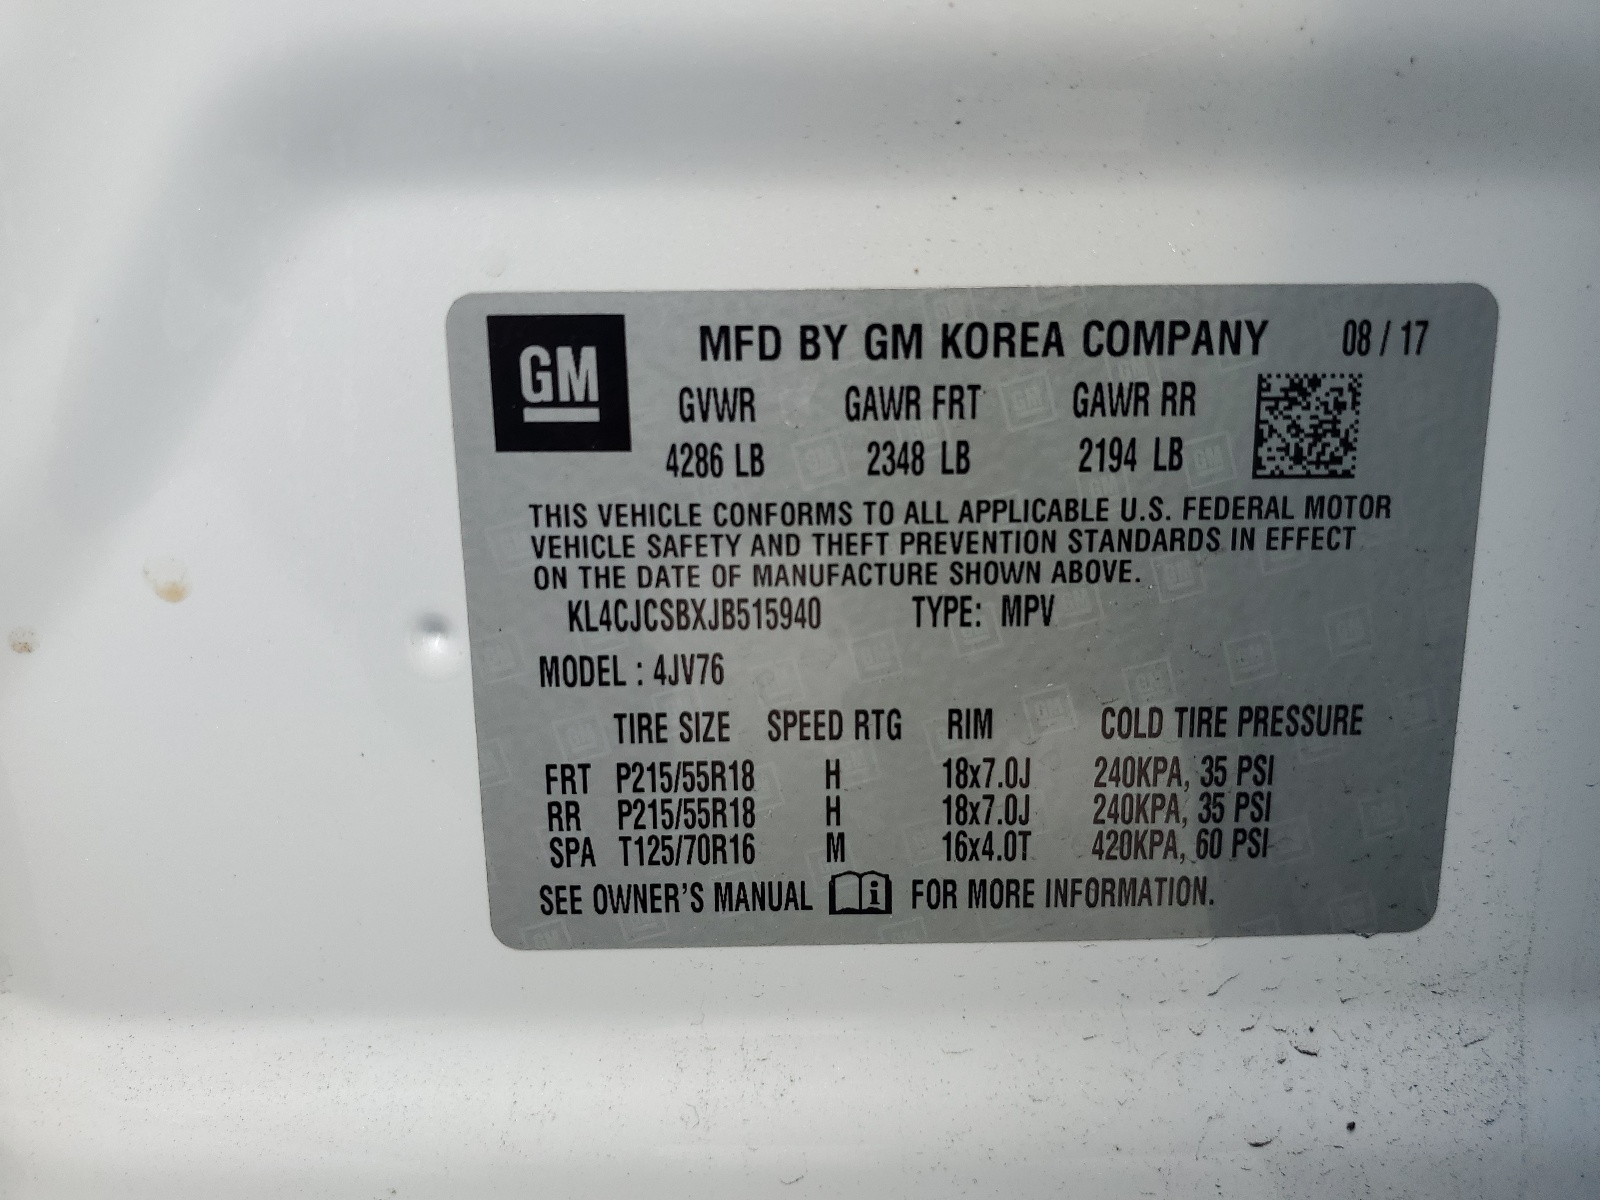 GM
MFD BY GM KOREA COMPANY 08 / 17
GVWR GAWR FRT GAWR RR
4286 LB 2348 LB 2194 LB
THIS VEHICLE CONFORMS TO ALL APPLICABLE U.S. FEDERAL MOTOR
VEHICLE SAFETY AND THEFT PREVENTION STANDARDS IN EFFECT
ON THE DATE OF MANUFACTURE SHOWN ABOVE.
KL4CJCSBXJB515940 TYPE: MPV
MODEL : 4JV76
TIRE SIZE SPEED RTG RIM COLD TIRE PRESSURE
FRT P215/55R18 H 18x7.0J 240KPA, 35 PSI
RR P215/55R18 H 18x7.0J 240KPA, 35 PSI
SPA T125/70R16 M 16x4.0T 420KPA, 60 PSI
SEE OWNER'S MANUAL i FOR MORE INFORMATION.